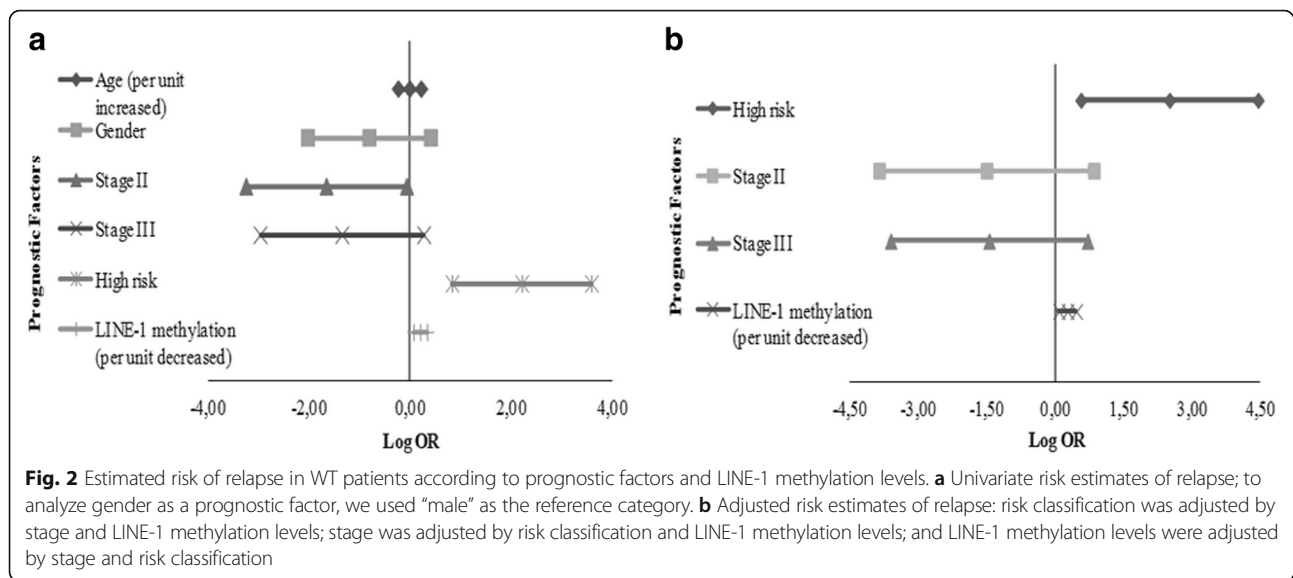 a
Prognostic Factors
Age (per unit
increased)
Gender
Stage II
Stage III
High risk
LINE-1 methylation
(per unit decreased)
-4,00 -2,00 0,00 2,00 4,00
Log OR
b
Prognostic Factors
High risk
Stage II
Stage III
LINE-1 methylation
(per unit decreased)
-4,50 -3,00 -1,50 0,00 1,50 3,00 4,50
Log OR
Fig. 2 Estimated risk of relapse in WT patients according to prognostic factors and LINE-1 methylation levels. a Univariate risk estimates of relapse; to
analyze gender as a prognostic factor, we used “male” as the reference category. b Adjusted risk estimates of relapse: risk classification was adjusted by
stage and LINE-1 methylation levels; stage was adjusted by risk classification and LINE-1 methylation levels; and LINE-1 methylation levels were adjusted
by stage and risk classification